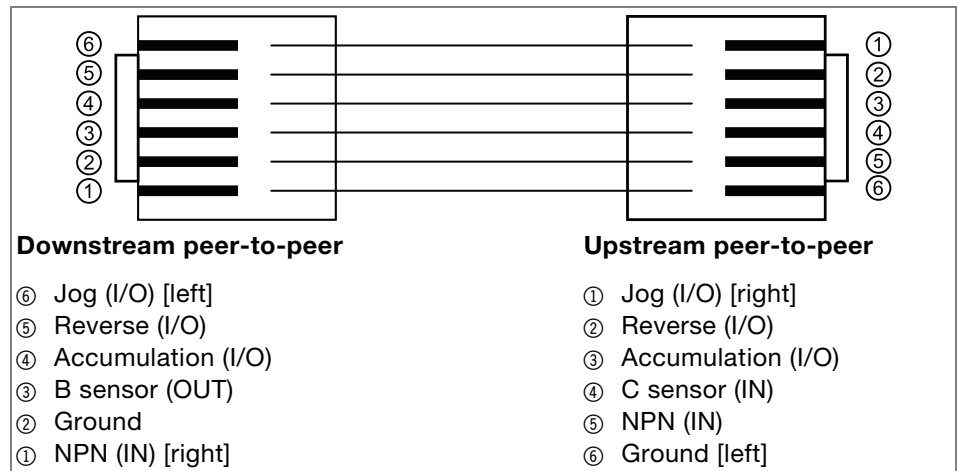 ⑥ ①
⑤ ②
④ ③
③ ④
② ⑤
① ⑥
Downstream peer-to-peer
⑥ Jog (I/O) [left]
⑤ Reverse (I/O)
④ Accumulation (I/O)
③ B sensor (OUT)
② Ground
① NPN (IN) [right]
Upstream peer-to-peer
① Jog (I/O) [right]
② Reverse (I/O)
③ Accumulation (I/O)
④ C sensor (IN)
⑤ NPN (IN)
⑥ Ground [left]